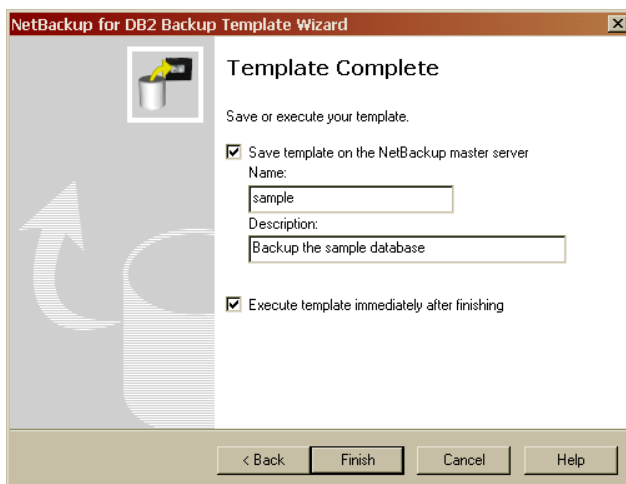 NetBackup for DB2 Backup Template Wizard
Template Complete
Save or execute your template.
Save template on the NetBackup master server
Name:
sample
Description:
Backup the sample database
Execute template immediately after finishing
< Back Finish Cancel Help